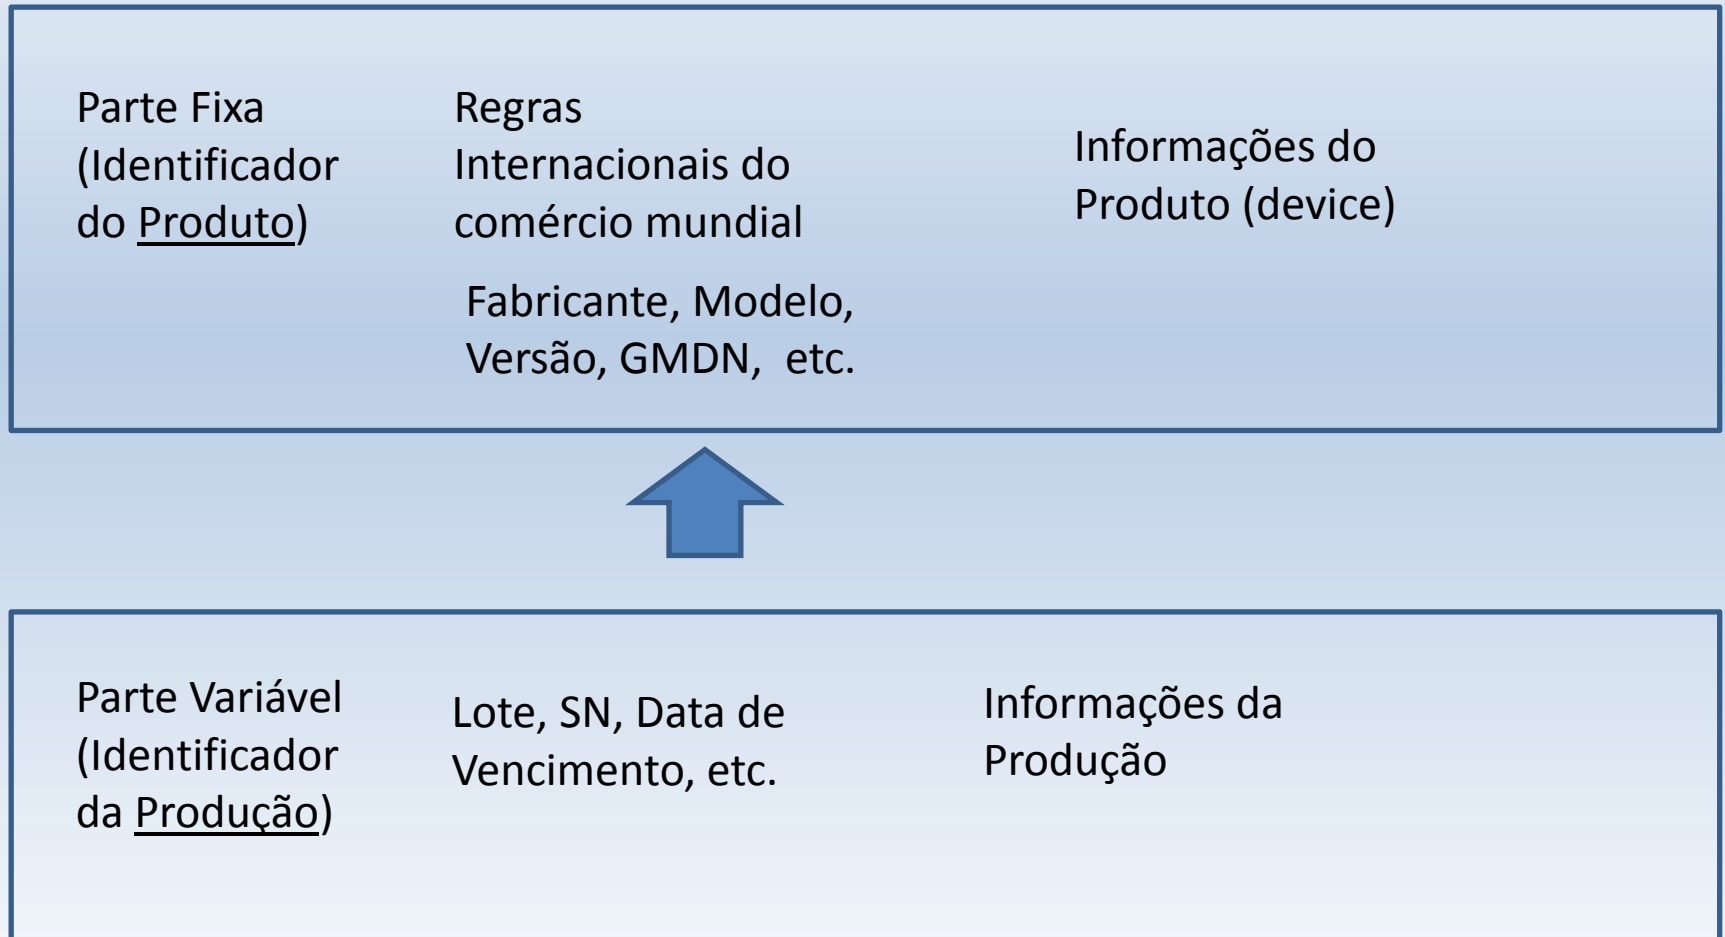 Parte Fixa
(Identificador
do Produto)
Regras
Internacionais do
comércio mundial
Fabricante, Modelo,
Versão, GMDN, etc.
Informações do
Produto (device)
Parte Variável
(Identificador
da Produção)
Lote, SN, Data de
Vencimento, etc.
Informações da
Produção